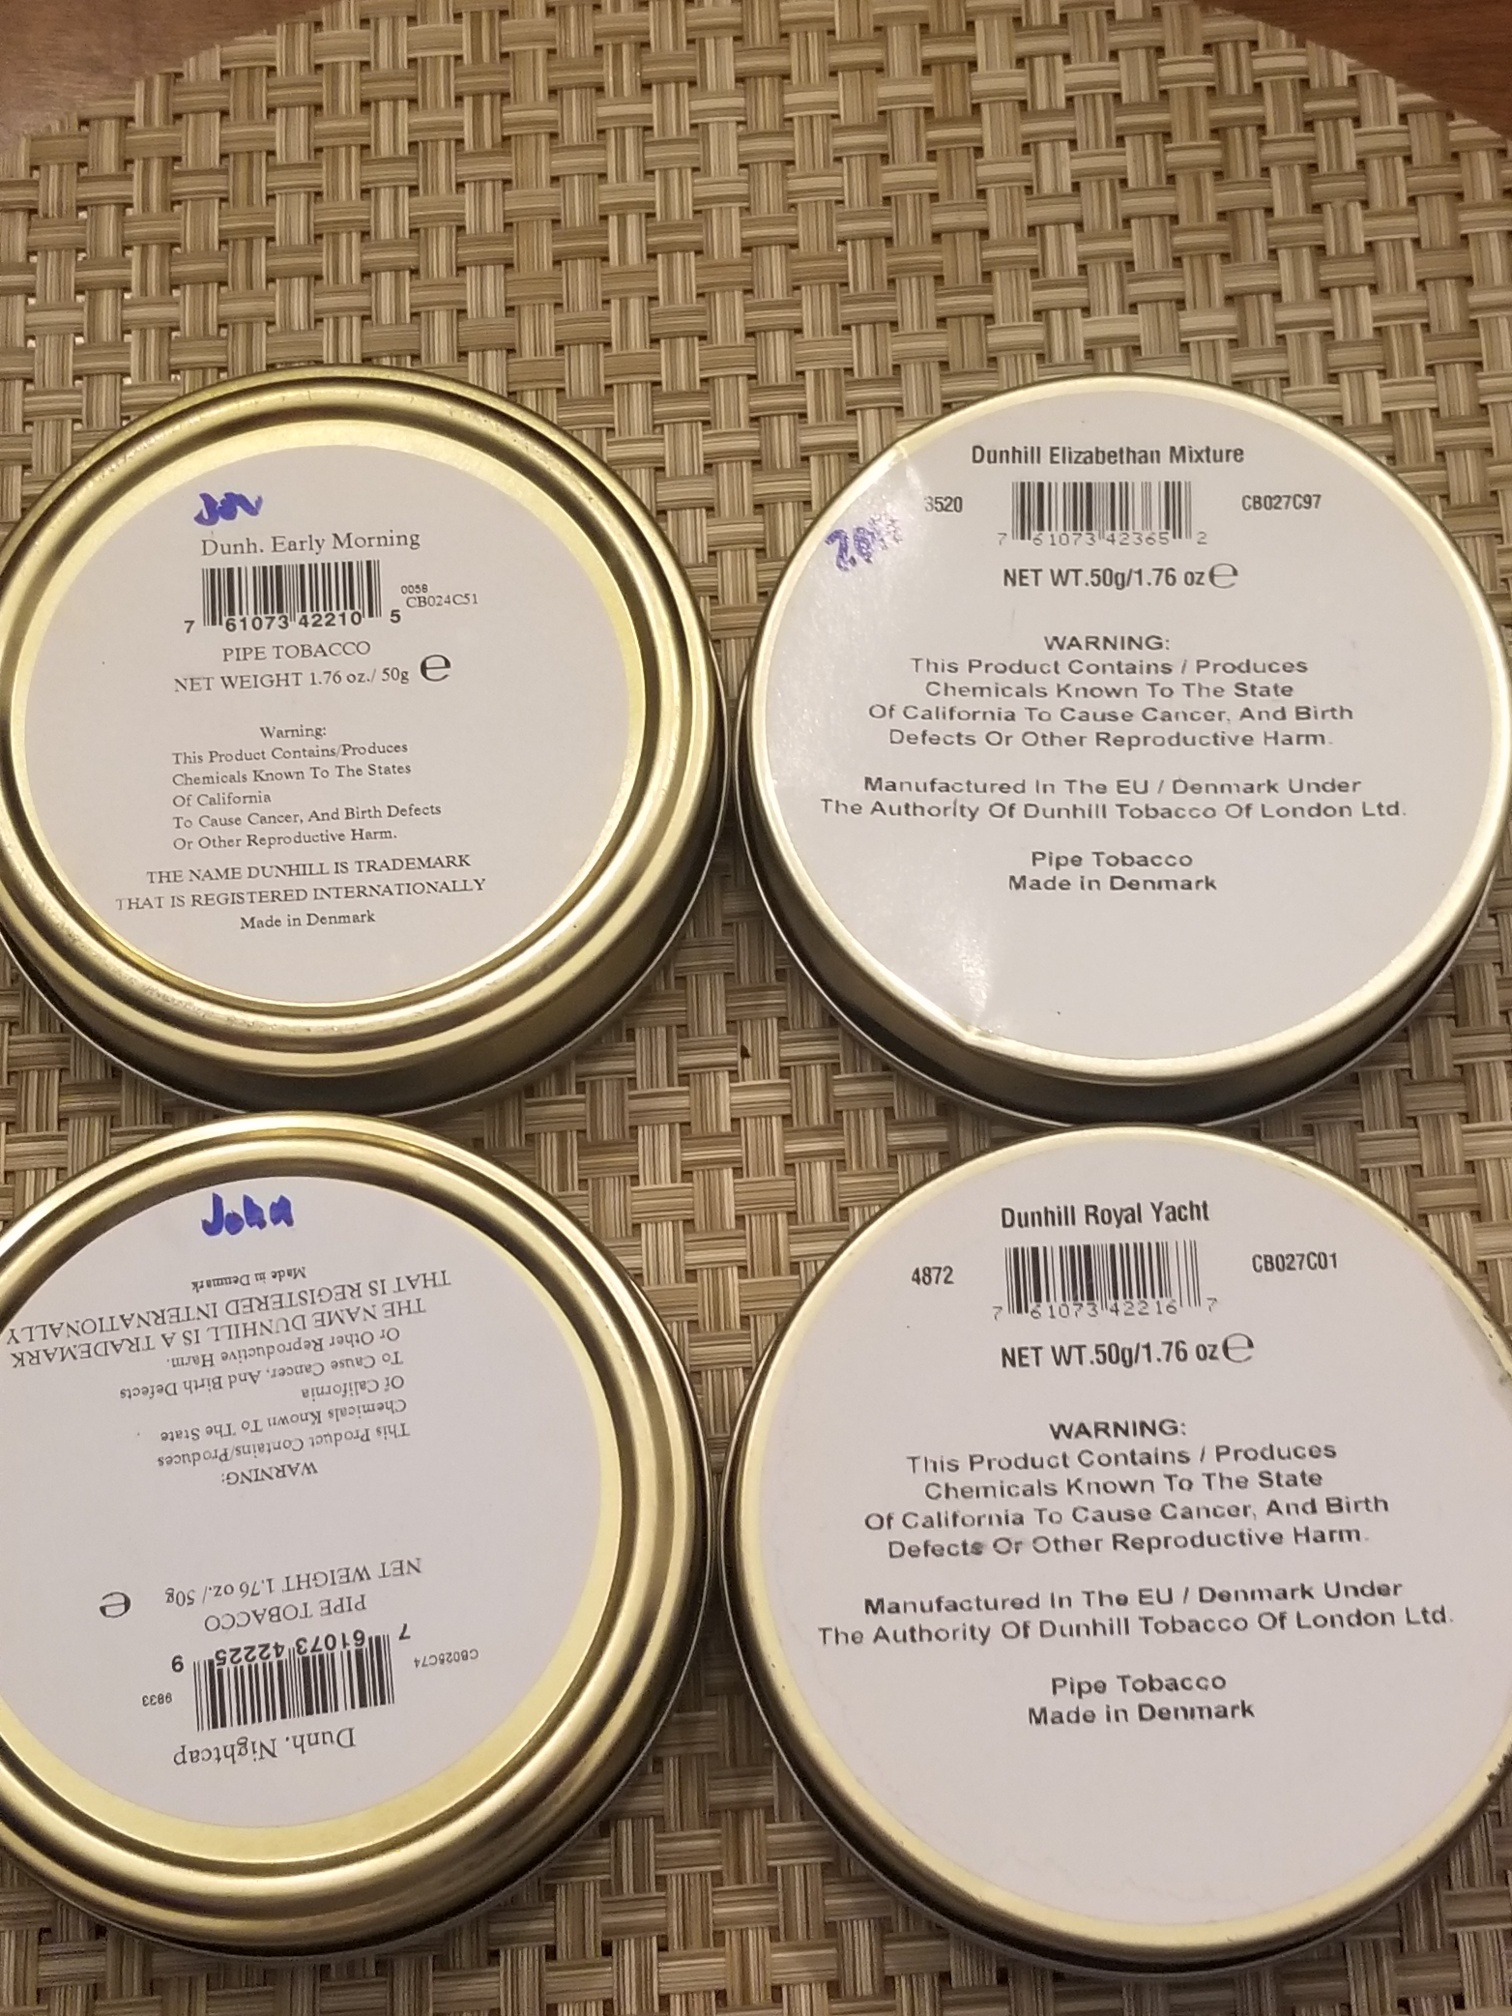 Dunh. Early Morning
0058
CB024C51
7 61073 42210 5
PIPE TOBACCO
NET WEIGHT 1.76 oz./ 50g e
Warning:
This Product Contains/Produces
Chemicals Known To The States
Of California
To Cause Cancer, And Birth Defects
Or Other Reproductive Harm.
THE NAME DUNHILL IS TRADEMARK
THAT IS REGISTERED INTERNATIONALLY
Made in Denmark
Dunhill Elizabethan Mixture
3520
CB027C97
7 61073 42365 2
NET WT.50g/1.76 oz e
WARNING:
This Product Contains / Produces
Chemicals Known To The State
Of California To Cause Cancer, And Birth
Defects Or Other Reproductive Harm.
Manufactured In The EU / Denmark Under
The Authority Of Dunhill Tobacco Of London Ltd.
Pipe Tobacco
Made in Denmark
John
Dunh. Nightcap
9833
CB025C74
7 61073 42225 9
PIPE TOBACCO
NET WEIGHT 1.76 oz./ 50g e
WARNING:
This Product Contains/Produces
Chemicals Known To The State
Of California
To Cause Cancer, And Birth Defects
Or Other Reproductive Harm.
THE NAME DUNHILL IS A TRADEMARK
THAT IS REGISTERED INTERNATIONALLY
Made in Denmark
Dunhill Royal Yacht
4872
CB027C01
7 61073 42216 7
NET WT.50g/1.76 oz e
WARNING:
This Product Contains / Produces
Chemicals Known To The State
Of California To Cause Cancer, And Birth
Defects Or Other Reproductive Harm.
Manufactured In The EU / Denmark Under
The Authority Of Dunhill Tobacco Of London Ltd.
Pipe Tobacco
Made in Denmark